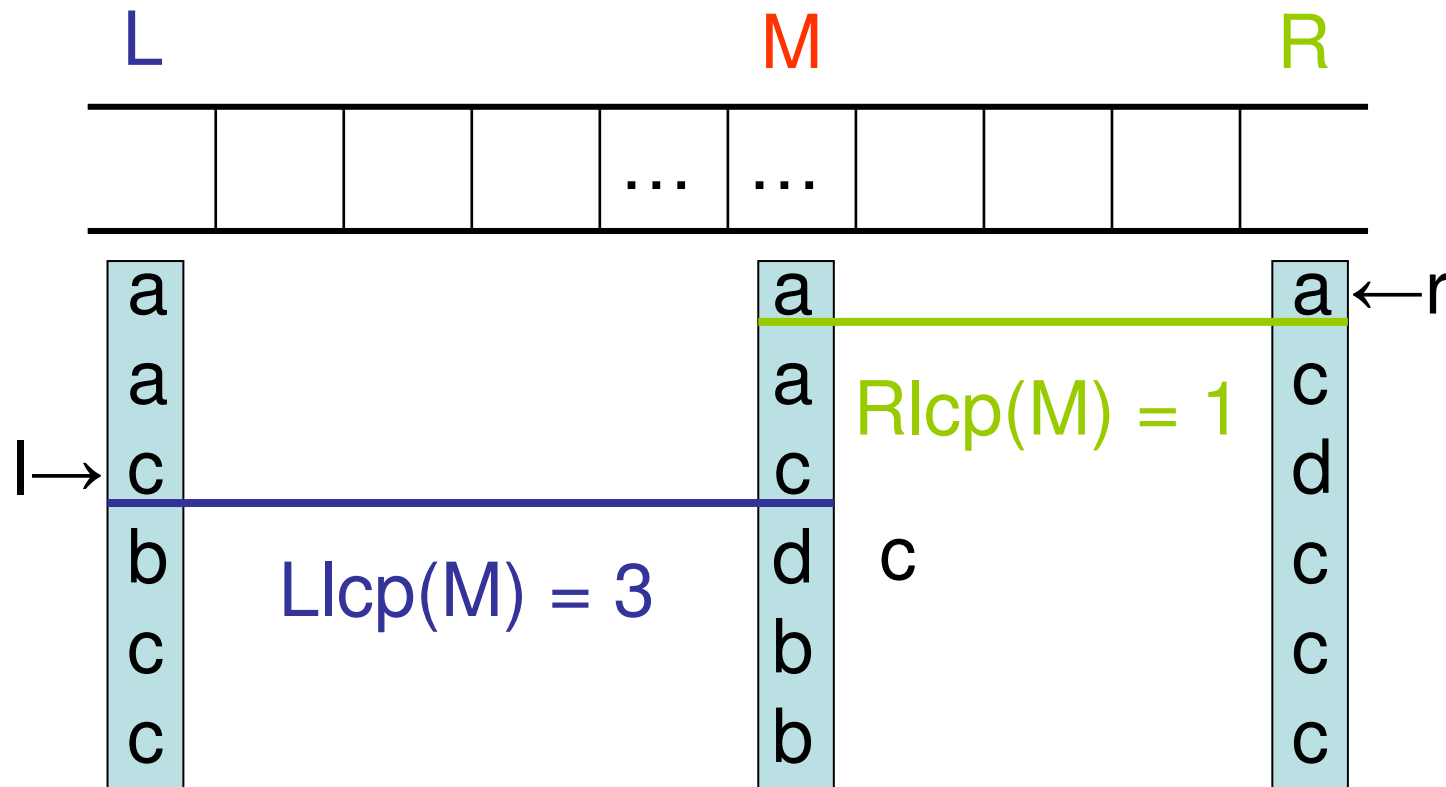 L M R
... ...
a a a ←r
a a c
Rlcp(M) = 1
l→ c c d
b d c c
Llcp(M) = 3
c b c
c b c